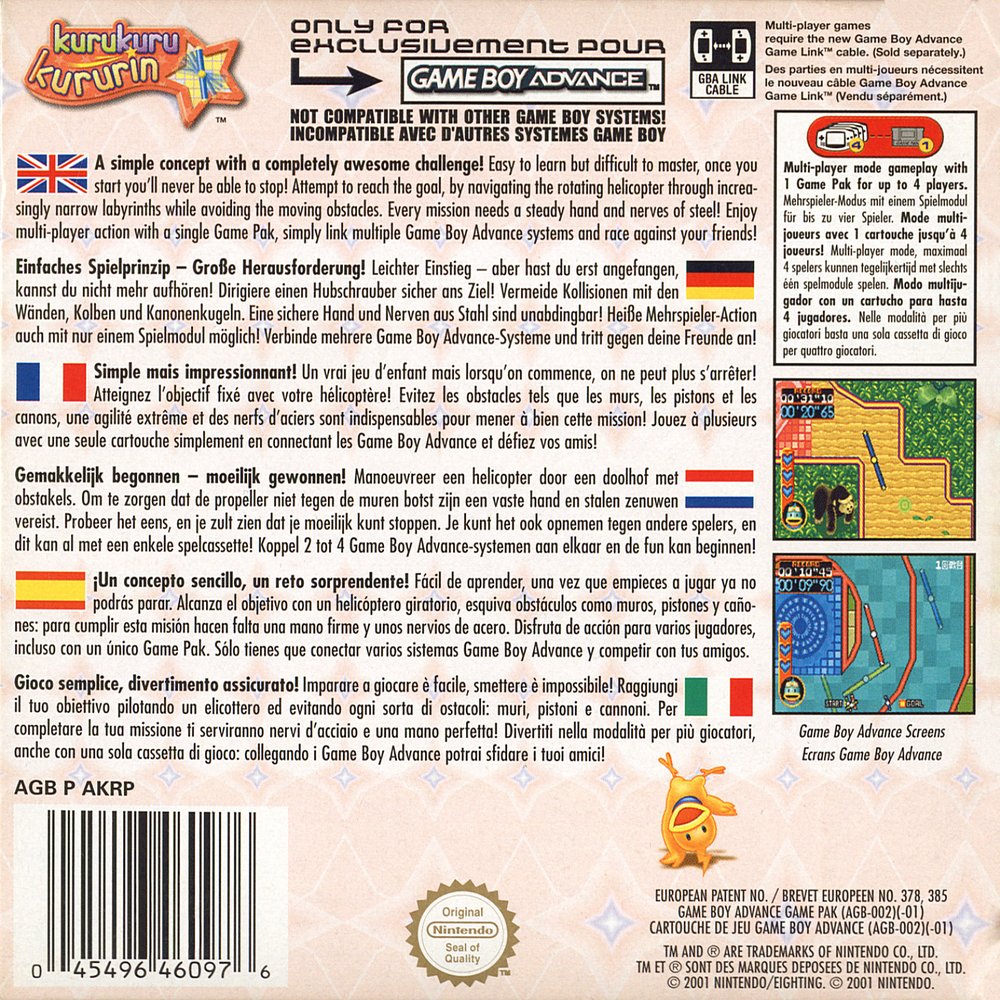 kurukuru
kururin
™
ONLY FOR
EXCLUSIVEMENT POUR
GAME BOY ADVANCE™
NOT COMPATIBLE WITH OTHER GAME BOY SYSTEMS!
INCOMPATIBLE AVEC D'AUTRES SYSTEMES GAME BOY
GBA LINK
CABLE
Multi-player games
require the new Game Boy Advance
Game Link™ cable. (Sold separately.)
Des parties en multi-joueurs nécessitent
le nouveau câble Game Boy Advance
Game Link™ (Vendu séparément.)
4
1
Multi-player mode gameplay with
1 Game Pak for up to 4 players.
Mehrspieler-Modus mit einem Spielmodul
für bis zu vier Spieler. Mode multi-
joueurs avec 1 cartouche jusqu'à 4
joueurs! Multi-player mode, maximaal
4 spelers kunnen tegelijkertijd met slechts
één spelmodule spelen. Modo multiju-
gador con un cartucho para hasta
4 jugadores. Nelle modalità per più
giocatori basta una sola cassetta di gioco
per quattro giocatori.
A simple concept with a completely awesome challenge! Easy to learn but difficult to master, once you
start you'll never be able to stop! Attempt to reach the goal, by navigating the rotating helicopter through increa-
singly narrow labyrinths while avoiding the moving obstacles. Every mission needs a steady hand and nerves of steel! Enjoy
multi-player action with a single Game Pak, simply link multiple Game Boy Advance systems and race against your friends!
Einfaches Spielprinzip – Große Herausforderung! Leichter Einstieg – aber hast du erst angefangen,
kannst du nicht mehr aufhören! Dirigiere einen Hubschrauber sicher ans Ziel! Vermeide Kollisionen mit den
Wänden, Kolben und Kanonenkugeln. Eine sichere Hand und Nerven aus Stahl sind unabdingbar! Heiße Mehrspieler-Action
auch mit nur einem Spielmodul möglich! Verbinde mehrere Game Boy Advance-Systeme und tritt gegen deine Freunde an!
Simple mais impressionnant! Un vrai jeu d'enfant mais lorsqu'on commence, on ne peut plus s'arrêter!
Atteignez l'objectif fixé avec votre hélicoptère! Evitez les obstacles tels que les murs, les pistons et les
canons, une agilité extrême et des nerfs d'aciers sont indispensables pour mener à bien cette mission! Jouez à plusieurs
avec une seule cartouche simplement en connectant les Game Boy Advance et défiez vos amis!
Gemakkelijk begonnen – moeilijk gewonnen! Manoeuvreer een helicopter door een doolhof met
obstakels. Om te zorgen dat de propeller niet tegen de muren botst zijn een vaste hand en stalen zenuwen
vereist. Probeer het eens, en je zult zien dat je moeilijk kunt stoppen. Je kunt het ook opnemen tegen andere spelers, en
dit kan al met een enkele spelcassette! Koppel 2 tot 4 Game Boy Advance-systemen aan elkaar en de fun kan beginnen!
¡Un concepto sencillo, un reto sorprendente! Fácil de aprender, una vez que empieces a jugar ya no
podrás parar. Alcanza el objetivo con un helicóptero giratorio, esquiva obstáculos como muros, pistones y caño-
nes: para cumplir esta misión hacen falta una mano firme y unos nervios de acero. Disfruta de acción para varios jugadores,
incluso con un único Game Pak. Sólo tienes que conectar varios sistemas Game Boy Advance y competir con tus amigos.
Gioco semplice, divertimento assicurato! Imparare a giocare è facile, smettere è impossibile! Raggiungi
il tuo obiettivo pilotando un elicottero ed evitando ogni sorta di ostacoli: muri, pistoni e cannoni. Per
completare la tua missione ti serviranno nervi d'acciaio e una mano perfetta! Divertiti nella modalità per più giocatori,
anche con una sola cassetta di gioco: collegando i Game Boy Advance potrai sfidare i tuoi amici!
RECORD
00'31"10
00'20"65
RECORD
00'10"45
00'09"90
START
GOAL
Game Boy Advance Screens
Ecrans Game Boy Advance
AGB P AKRP
0 45496 46097 6
Original
Nintendo
Seal of
Quality
™
EUROPEAN PATENT NO. / BREVET EUROPEEN NO. 378, 385
GAME BOY ADVANCE GAME PAK (AGB-002)(-01)
CARTOUCHE DE JEU GAME BOY ADVANCE (AGB-002)(-01)
TM AND ® ARE TRADEMARKS OF NINTENDO CO., LTD.
TM ET ® SONT DES MARQUES DEPOSEES DE NINTENDO CO., LTD.
© 2001 NINTENDO/EIGHTING. © 2001 NINTENDO.